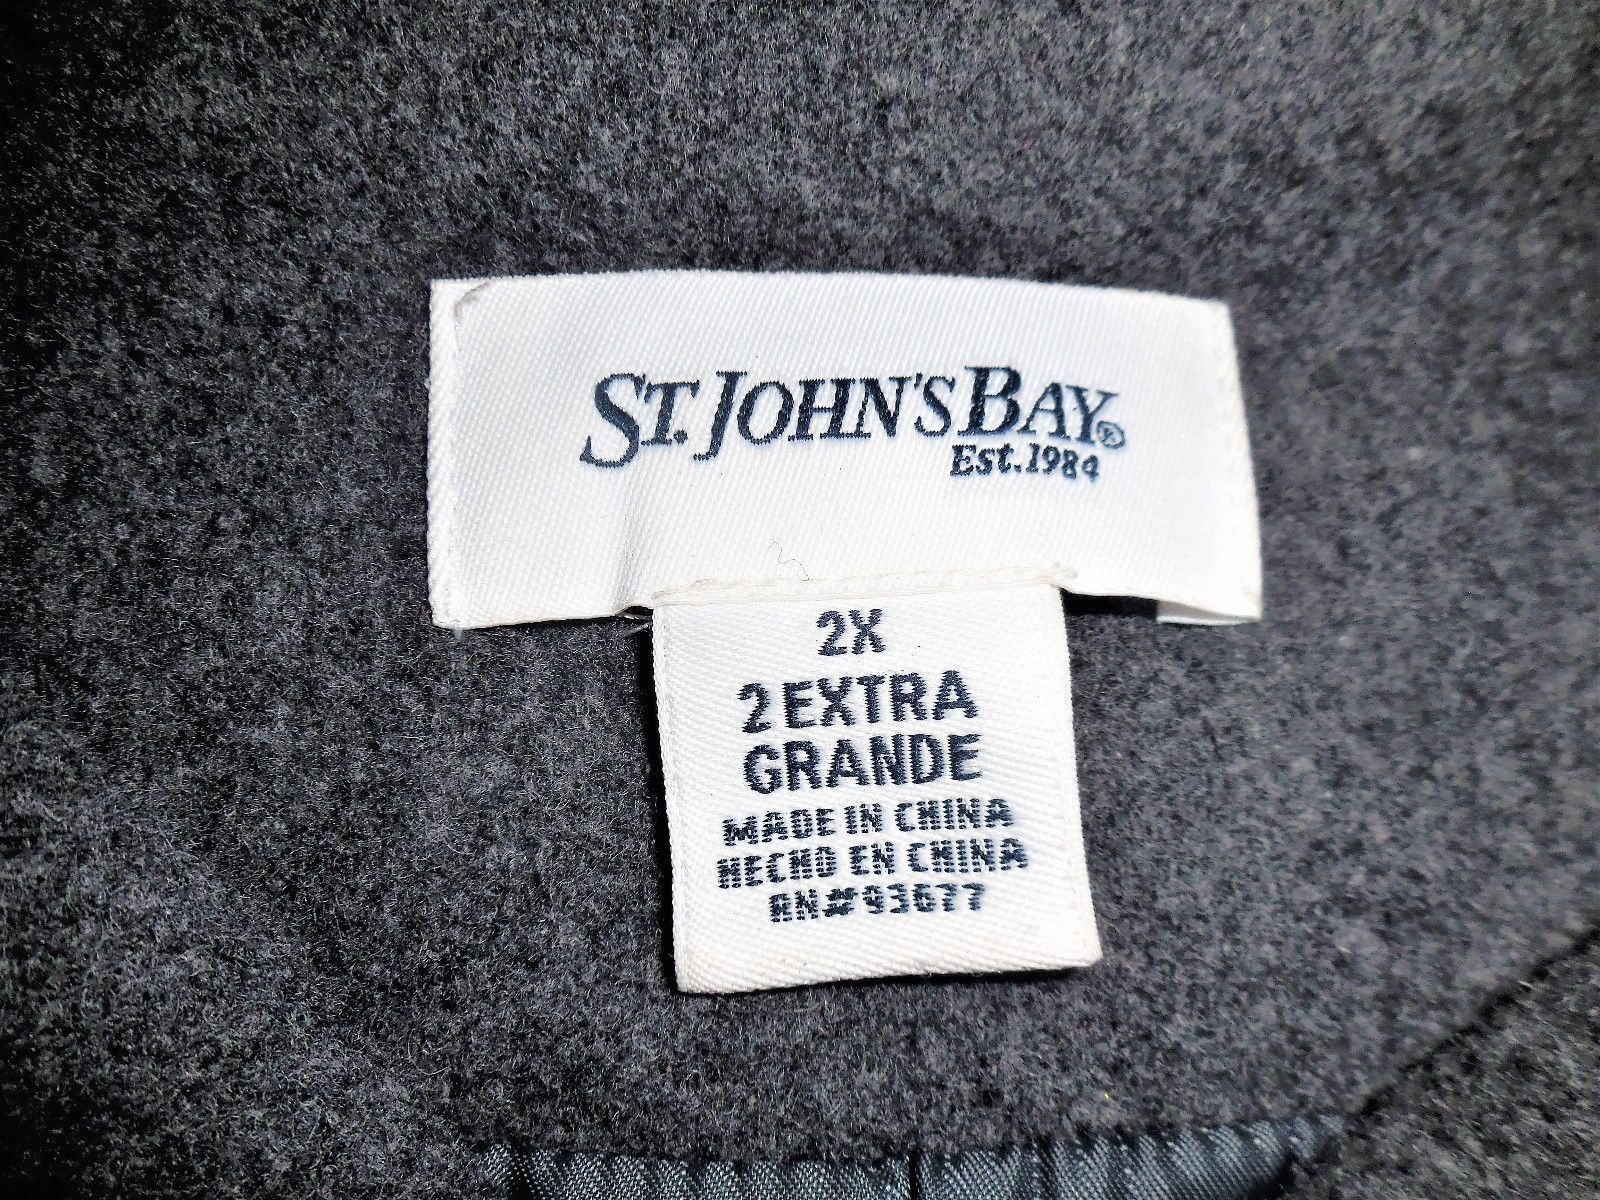 ST. JOHN'S BAY®
Est. 1984
2X
2 EXTRA
GRANDE
MADE IN CHINA
HECHO EN CHINA
RN#93677